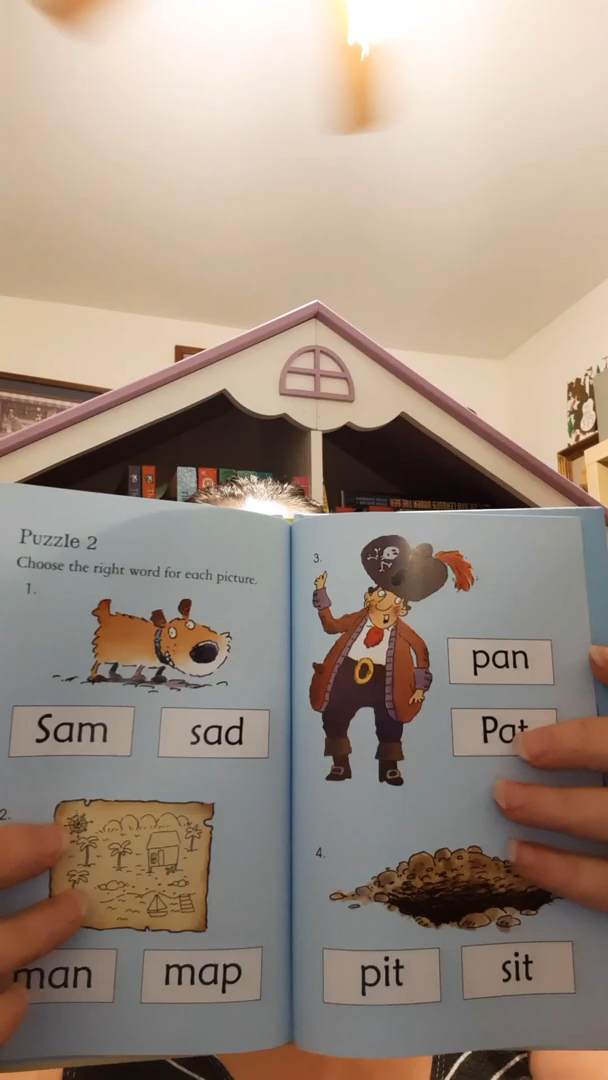 Puzzle 2
Choose the right word for each picture.
1.
Sam sad
2.
man map
3.
pan
Pat
4.
pit sit